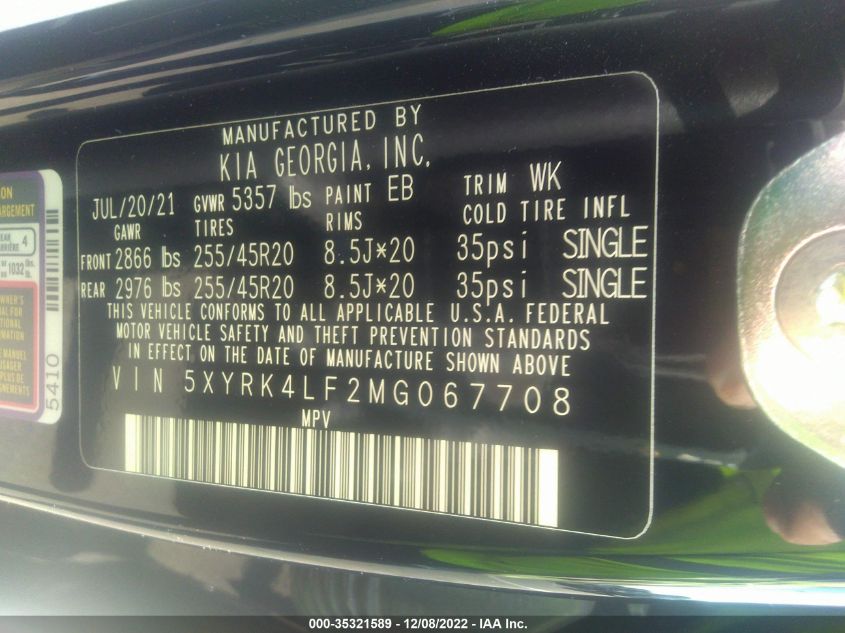 MANUFACTURED BY
KIA GEORGIA, INC.
JUL/20/21 GVWR 5357 lbs PAINT EB TRIM WK
GAWR TIRES RIMS COLD TIRE INFL
FRONT 2866 lbs 255/45R20 8.5J*20 35psi SINGLE
REAR 2976 lbs 255/45R20 8.5J*20 35psi SINGLE
THIS VEHICLE CONFORMS TO ALL APPLICABLE U.S.A. FEDERAL
MOTOR VEHICLE SAFETY AND THEFT PREVENTION STANDARDS
IN EFFECT ON THE DATE OF MANUFACTURE SHOWN ABOVE
VIN 5XYRK4LF2MG067708
MPV
4
1032
5410
000-35321589 - 12/08/2022 - IAA Inc.